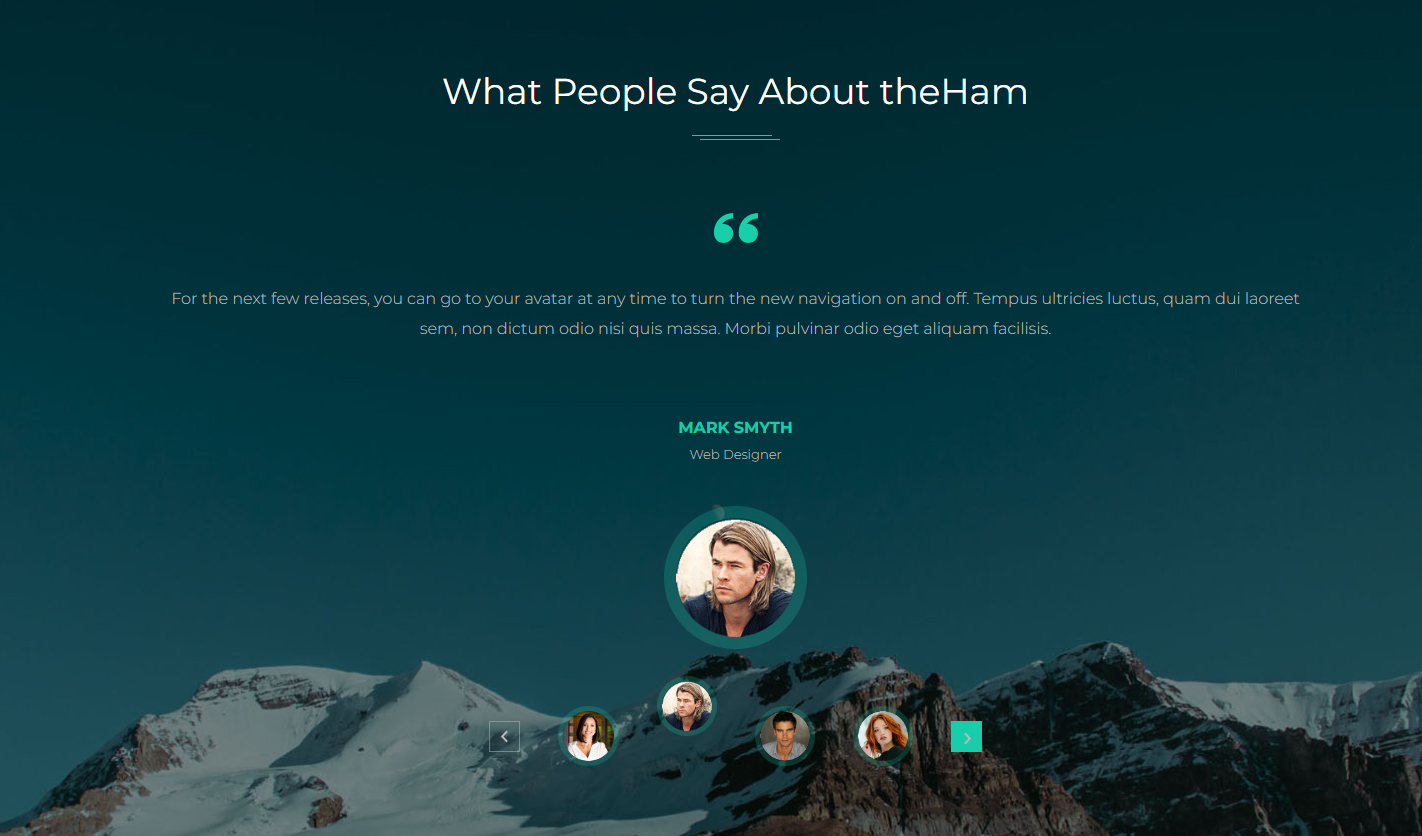 What People Say About theHam
“
For the next few releases, you can go to your avatar at any time to turn the new navigation on and off. Tempus ultricies luctus, quam dui laoreet
sem, non dictum odio nisi quis massa. Morbi pulvinar odio eget aliquam facilisis.
MARK SMYTH
Web Designer